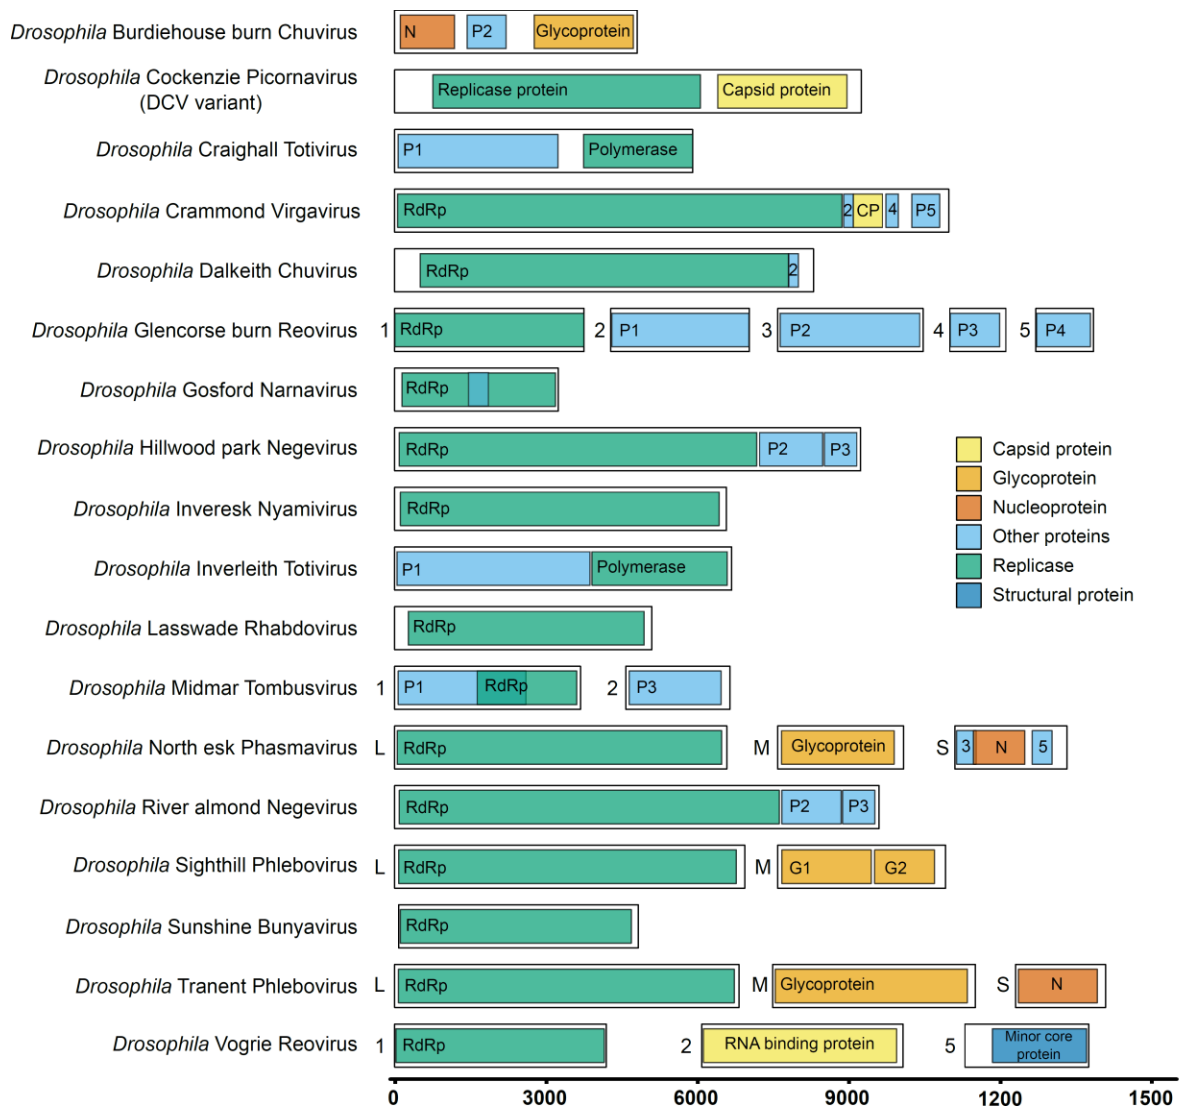 Drosophila Burdiehouse burn Chuvirus N P2 Glycoprotein
Drosophila Cockenzie Picornavirus
(DCV variant)
Replicase protein Capsid protein
Drosophila Craighall Totivirus P1 Polymerase
Drosophila Crammond Virgavirus RdRp 2 CP 4 P5
Drosophila Dalkeith Chuvirus RdRp 2
Drosophila Glencorse burn Reovirus 1 RdRp 2 P1 3 P2 4 P3 5 P4
Drosophila Gosford Narnavirus RdRp
Drosophila Hillwood park Negevirus RdRp P2 P3
Capsid protein
Glycoprotein
Nucleoprotein
Other proteins
Replicase
Structural protein
Drosophila Inveresk Nyamivirus RdRp
Drosophila Inverleith Totivirus P1 Polymerase
Drosophila Lasswade Rhabdovirus RdRp
Drosophila Midmar Tombusvirus 1 P1 RdRp 2 P3
Drosophila North esk Phasmavirus L RdRp M Glycoprotein S 3 N 5
Drosophila River almond Negevirus RdRp P2 P3
Drosophila Sighthill Phlebovirus L RdRp M G1 G2
Drosophila Sunshine Bunyavirus RdRp
Drosophila Tranent Phlebovirus L RdRp M Glycoprotein S N
Drosophila Vogrie Reovirus 1 RdRp 2 RNA binding protein 5 Minor core
protein
0 3000 6000 9000 1200 1500